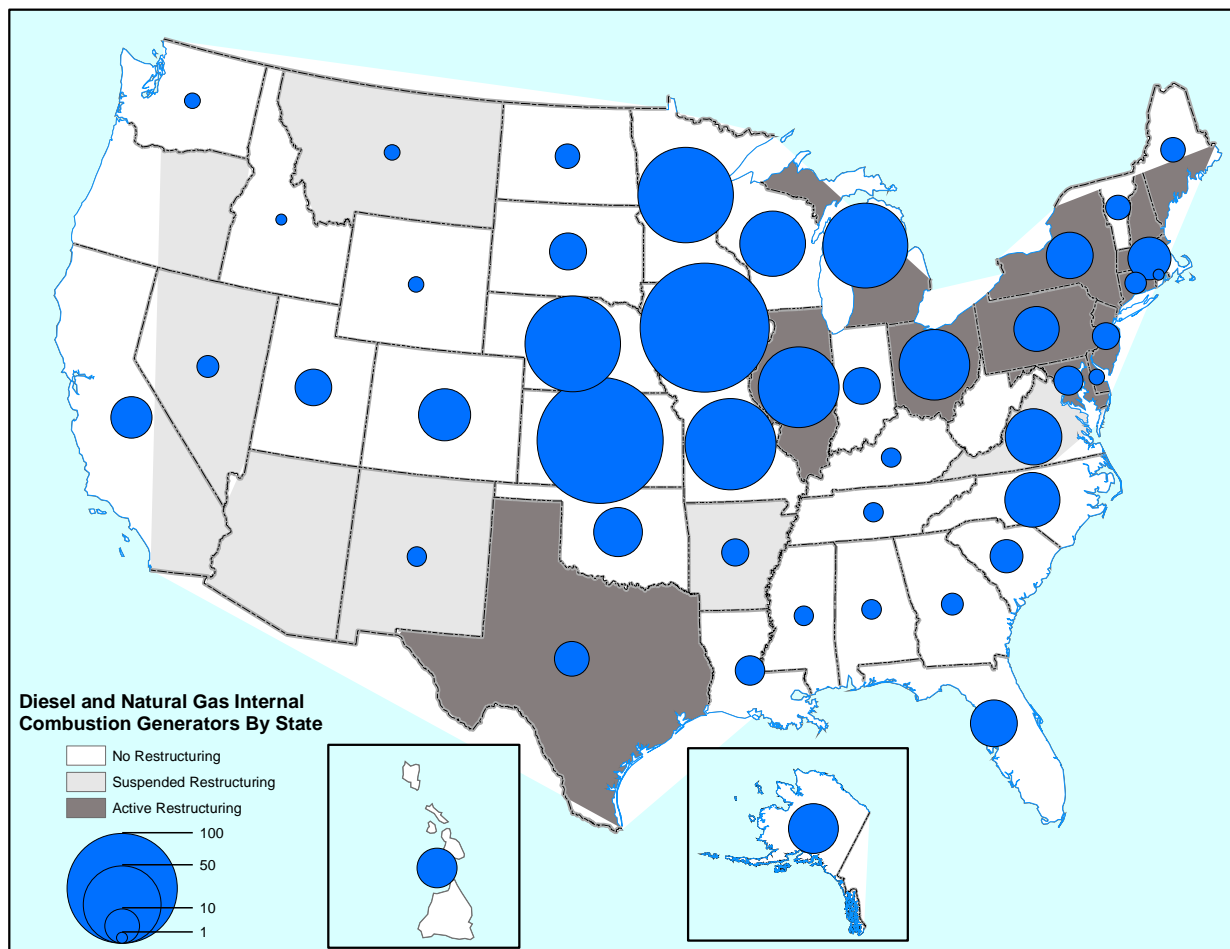 Diesel and Natural Gas Internal
Combustion Generators By State
No Restructuring
Suspended Restructuring
Active Restructuring
100
50
10
1